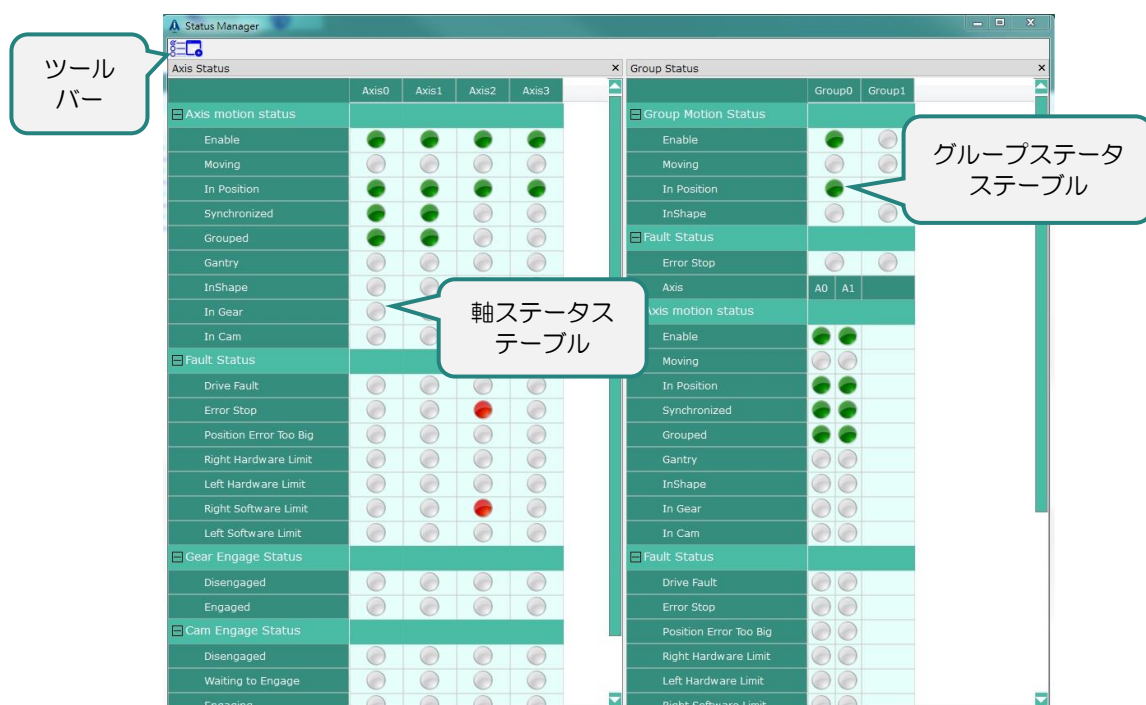 Status Manager
ツール
バー
Axis Status
Axis0 Axis1 Axis2 Axis3
Axis motion status
Enable
Moving
In Position
Synchronized
Grouped
Gantry
InShape
In Gear
In Cam
軸ステータス
テーブル
Fault Status
Drive Fault
Error Stop
Position Error Too Big
Right Hardware Limit
Left Hardware Limit
Right Software Limit
Left Software Limit
Gear Engage Status
Disengaged
Engaged
Cam Engage Status
Disengaged
Waiting to Engage
Engaging
Group Status
Group0 Group1
Group Motion Status
Enable
Moving
In Position
InShape
グループステータ
ステーブル
Fault Status
Error Stop
Axis A0 A1
Axis motion status
Enable
Moving
In Position
Synchronized
Grouped
Gantry
InShape
In Gear
In Cam
Fault Status
Drive Fault
Error Stop
Position Error Too Big
Right Hardware Limit
Left Hardware Limit
Right Software Limit